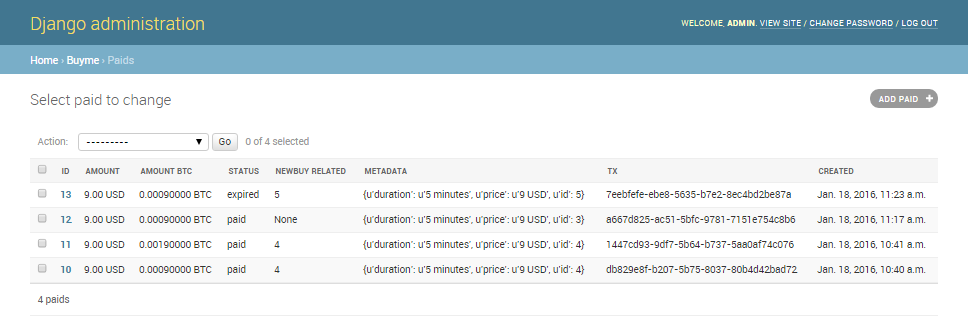 Django administration
WELCOME, ADMIN. VIEW SITE / CHANGE PASSWORD / LOG OUT
Home › Buyme › Paids
Select paid to change
ADD PAID +
Action: --------- Go 0 of 4 selected
ID AMOUNT AMOUNT BTC STATUS NEWBUY RELATED METADATA TX CREATED
13 9.00 USD 0.00090000 BTC expired 5 {u'duration': u'5 minutes', u'price': u'9 USD', u'id': 5} 7eebfefe-ebe8-5635-b7e2-8ec4bd2be87a Jan. 18, 2016, 11:23 a.m.
12 9.00 USD 0.00090000 BTC paid None {u'duration': u'5 minutes', u'price': u'9 USD', u'id': 3} a667d825-ac51-5bfc-9781-7151e754c8b6 Jan. 18, 2016, 11:17 a.m.
11 9.00 USD 0.00190000 BTC paid 4 {u'duration': u'5 minutes', u'price': u'9 USD', u'id': 4} 1447cd93-9df7-5b64-b737-5aa0af74c076 Jan. 18, 2016, 10:41 a.m.
10 9.00 USD 0.00090000 BTC paid 4 {u'duration': u'5 minutes', u'price': u'9 USD', u'id': 4} db829e8f-b207-5b75-8037-80b4d42bad72 Jan. 18, 2016, 10:40 a.m.
4 paids